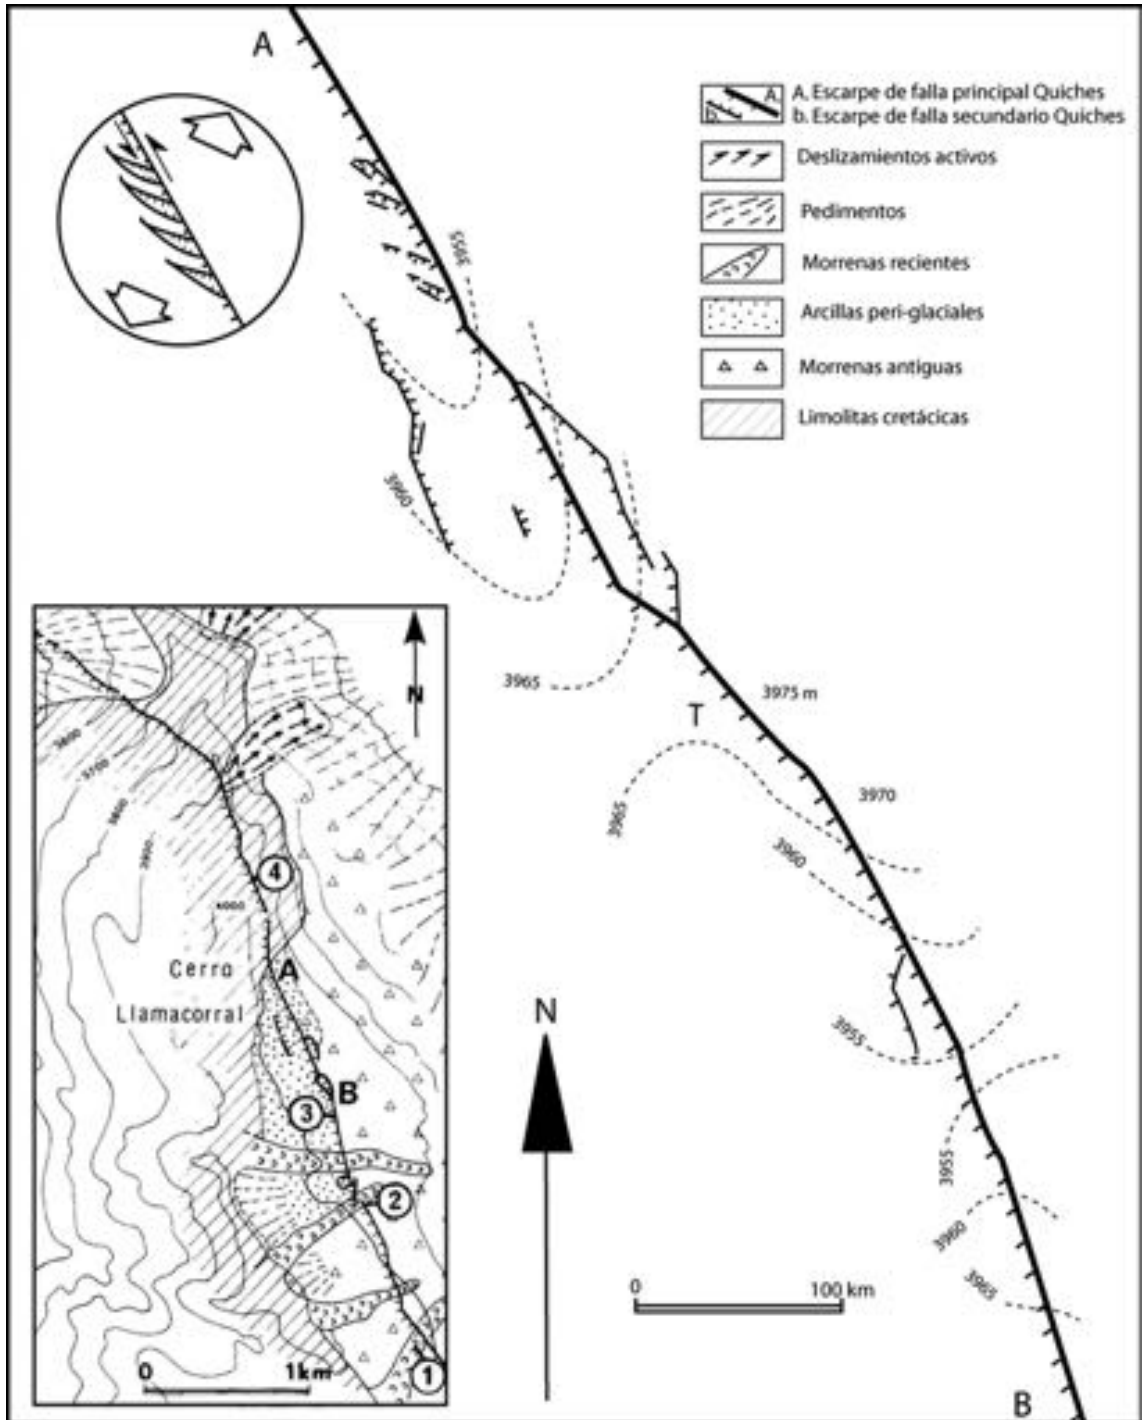 A
A. Escarpe de falla principal Quiches
b. Escarpe de falla secundario Quiches
A.
b.
Deslizamientos activos
Pedimentos
Morrenas recientes
Arcillas peri-glaciales
Morrenas antiguas
Limolitas cretácicas
3955
3960
3965
3975 m
T
3970
3965
3960
3955
3955
3960
3965
N
0 100 km
B
N
3700
3800
4000
4
Cerro
A
Llamacorral
B
3
2
1
0 1km